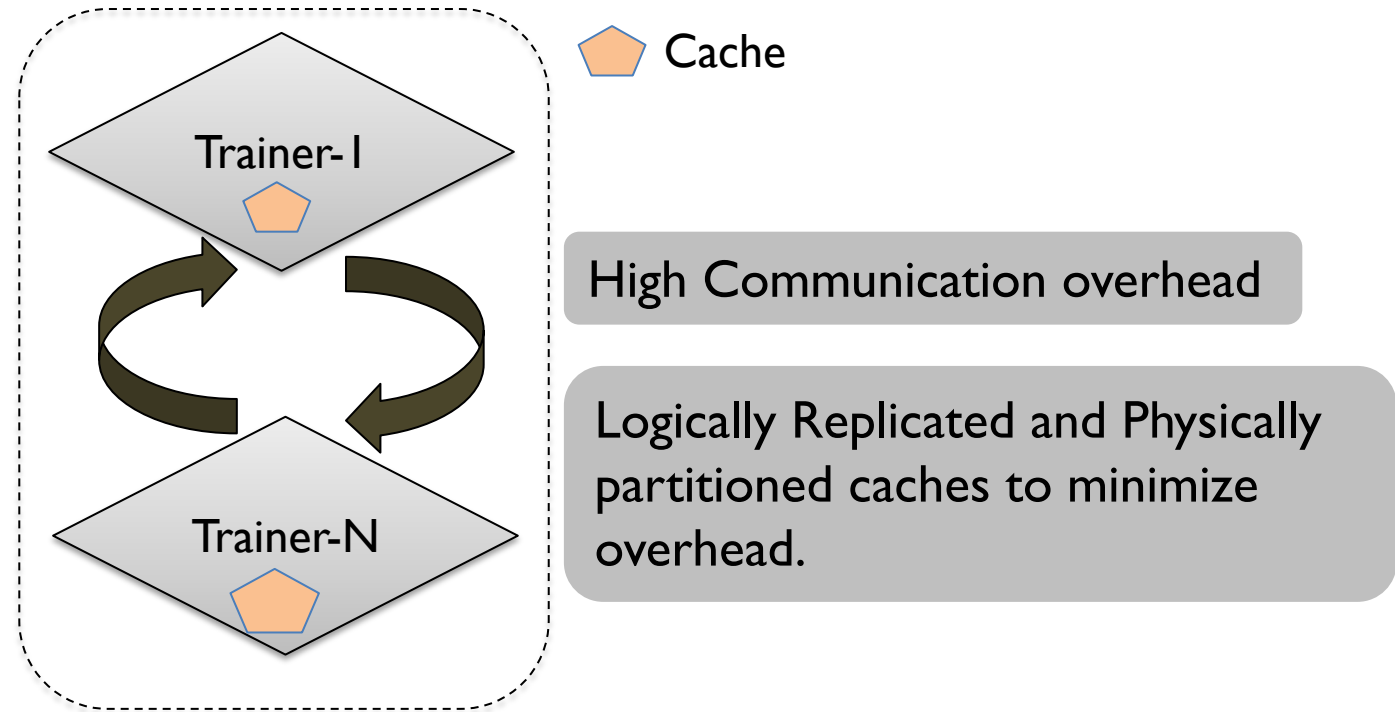 Cache
Trainer-1
High Communication overhead
Logically Replicated and Physically
partitioned caches to minimize
overhead.
Trainer-N